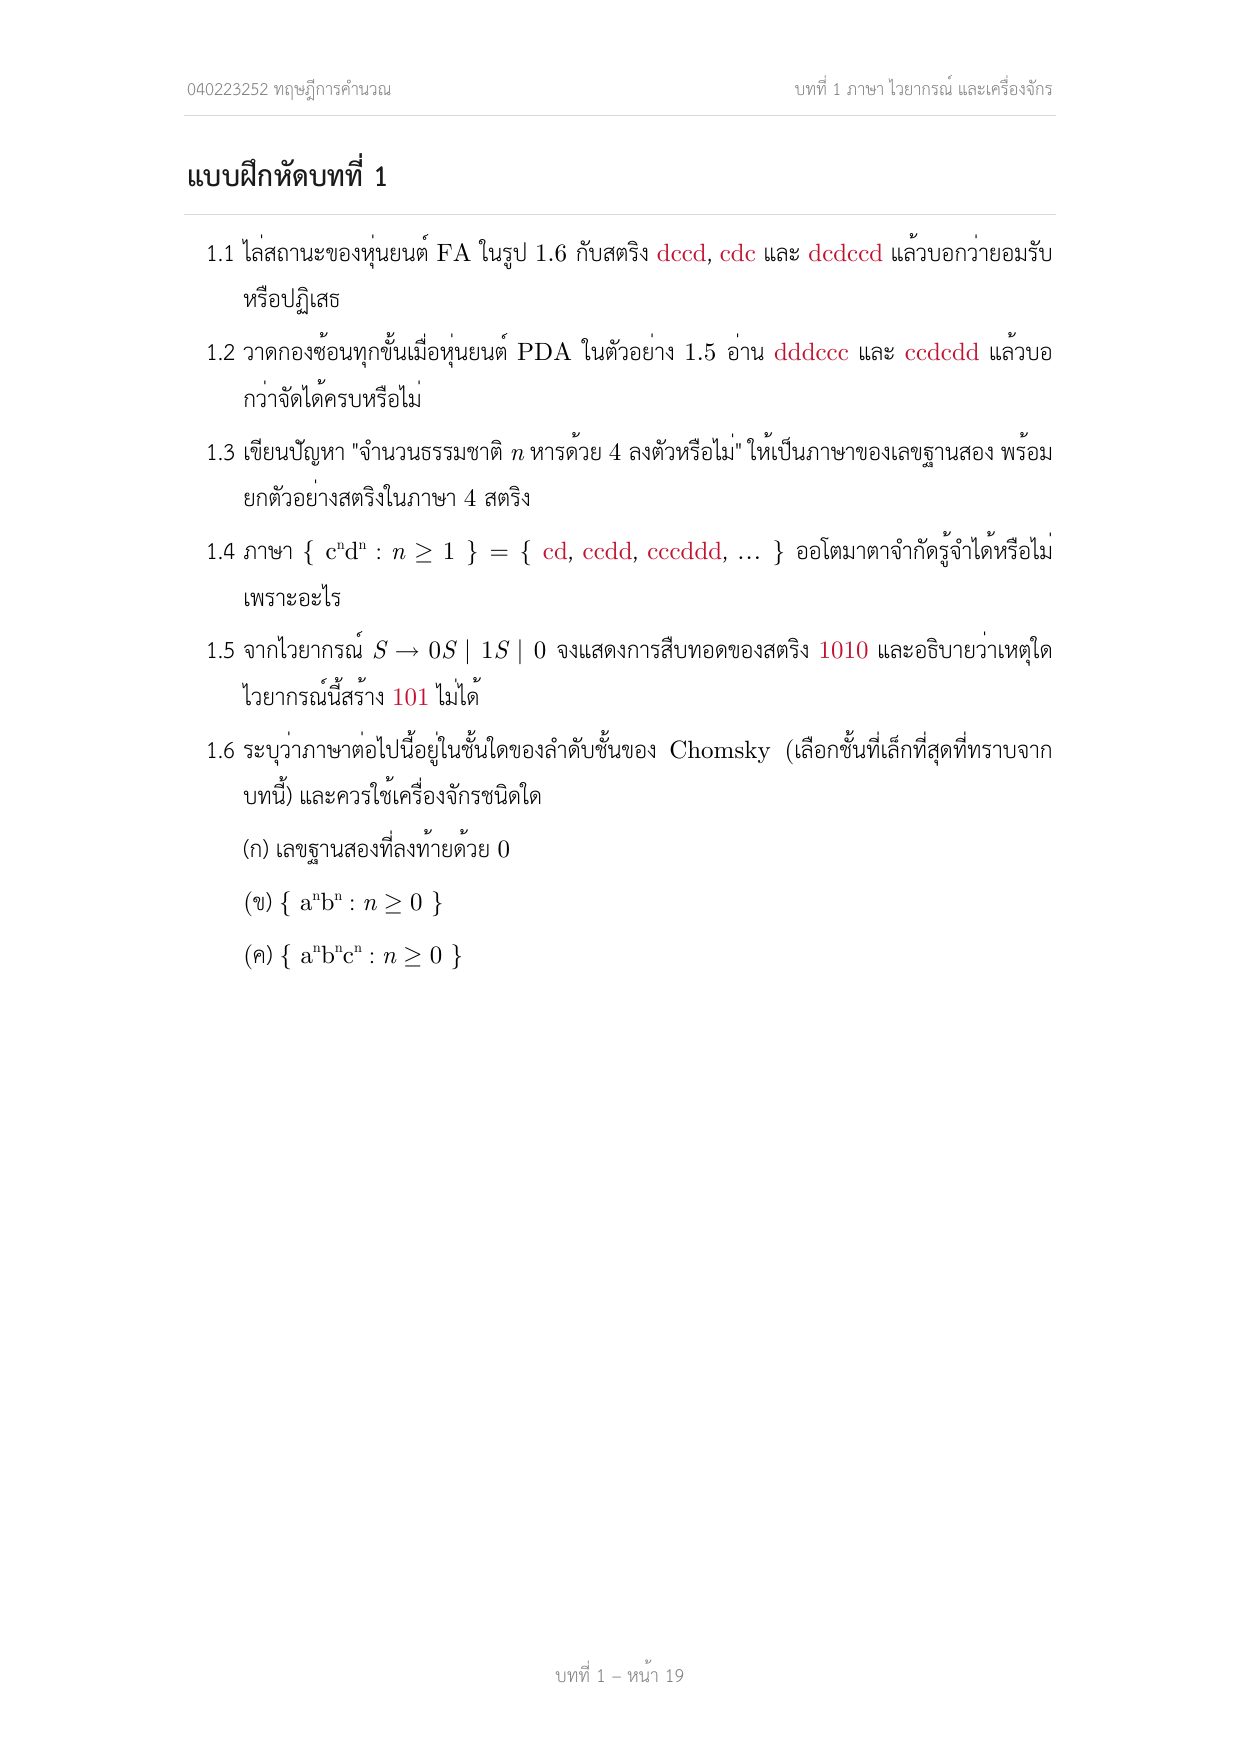 040223252 ทฤษฎีการคำนวณ
บทที่ 1 ภาษา ไวยากรณ์ และเครื่องจักร
แบบฝึกหัดบทที่ 1
1.1 ไล่สถานะของหุ่นยนต์ FA ในรูป 1.6 กับสตริง dccd, cdc และ dcdccd แล้วบอกว่ายอมรับ
หรือปฏิเสธ
1.2 วาดกองซ้อนทุกขั้นเมื่อหุ่นยนต์ PDA ในตัวอย่าง 1.5 อ่าน dddccc และ ccdcdd แล้วบอ
กว่าจัดได้ครบหรือไม่
1.3 เขียนปัญหา "จำนวนธรรมชาติ n หารด้วย 4 ลงตัวหรือไม่" ให้เป็นภาษาของเลขฐานสอง พร้อม
ยกตัวอย่างสตริงในภาษา 4 สตริง
1.4 ภาษา { cⁿdⁿ : n ≥ 1 } = { cd, ccdd, cccddd, … } ออโตมาตาจำกัดรู้จำได้หรือไม่
เพราะอะไร
1.5 จากไวยากรณ์ S → 0S | 1S | 0 จงแสดงการสืบทอดของสตริง 1010 และอธิบายว่าเหตุใด
ไวยากรณ์นี้สร้าง 101 ไม่ได้
1.6 ระบุว่าภาษาต่อไปนี้อยู่ในชั้นใดของลำดับชั้นของ Chomsky (เลือกชั้นที่เล็กที่สุดที่ทราบจาก
บทนี้) และควรใช้เครื่องจักรชนิดใด
(ก) เลขฐานสองที่ลงท้ายด้วย 0
(ข) { aⁿbⁿ : n ≥ 0 }
(ค) { aⁿbⁿcⁿ : n ≥ 0 }
บทที่ 1 – หน้า 19